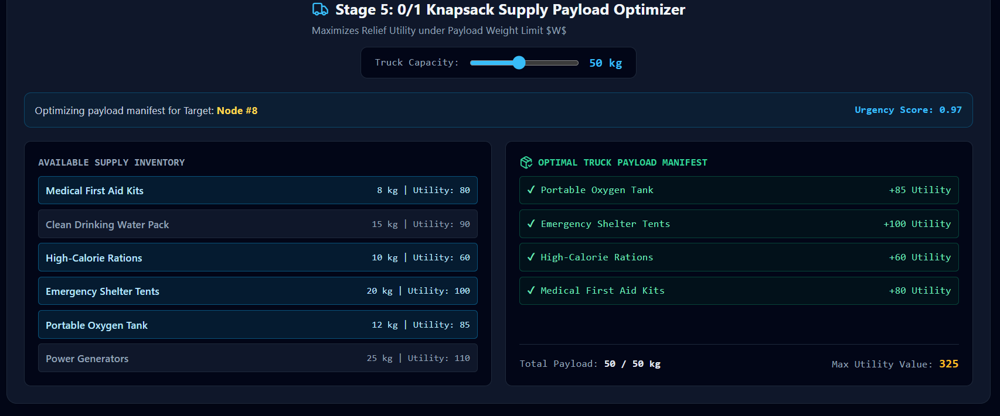 Stage 5: 0/1 Knapsack Supply Payload Optimizer
Maximizes Relief Utility under Payload Weight Limit $W$
Truck Capacity: 50 kg
Optimizing payload manifest for Target: Node #8
Urgency Score: 0.97
AVAILABLE SUPPLY INVENTORY
Medical First Aid Kits 8 kg | Utility: 80
Clean Drinking Water Pack 15 kg | Utility: 90
High-Calorie Rations 10 kg | Utility: 60
Emergency Shelter Tents 20 kg | Utility: 100
Portable Oxygen Tank 12 kg | Utility: 85
Power Generators 25 kg | Utility: 110
OPTIMAL TRUCK PAYLOAD MANIFEST
✓ Portable Oxygen Tank +85 Utility
✓ Emergency Shelter Tents +100 Utility
✓ High-Calorie Rations +60 Utility
✓ Medical First Aid Kits +80 Utility
Total Payload: 50 / 50 kg
Max Utility Value: 325